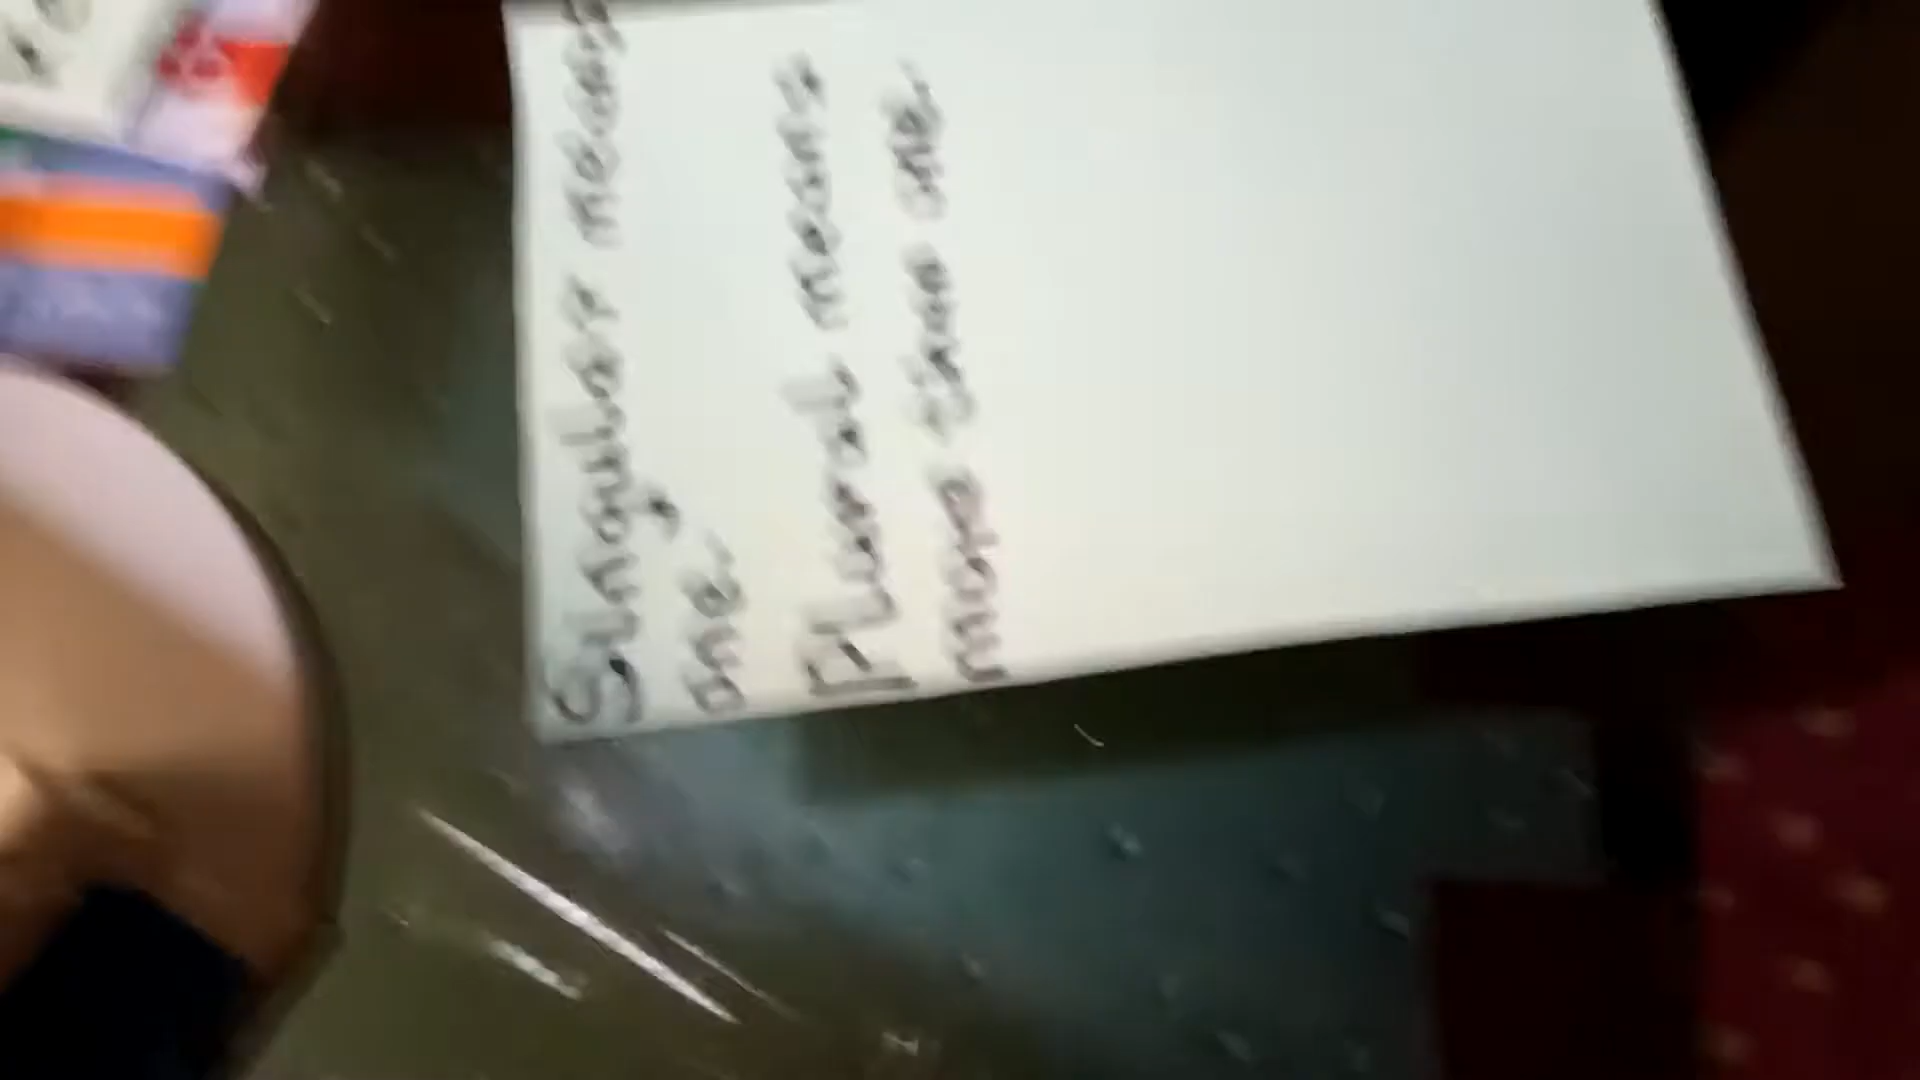 Singular means
one.
Plural means
more than one.